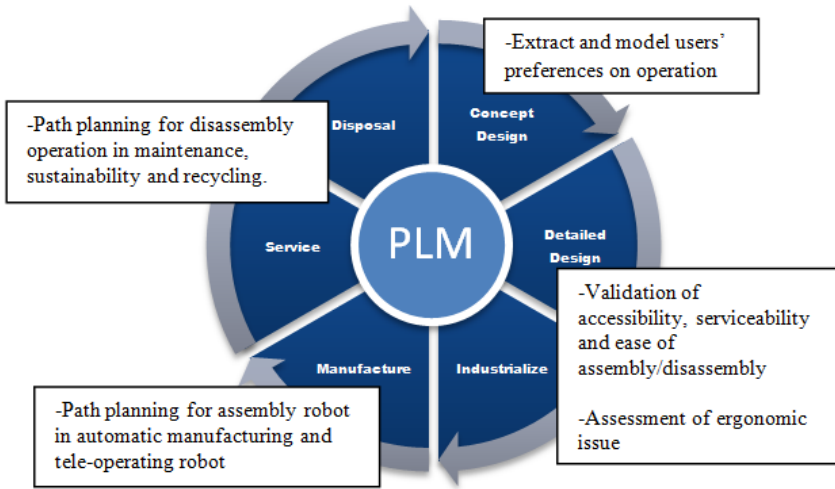 -Extract and model users'
preferences on operation
Concept
Design
Disposal
-Path planning for disassembly
operation in maintenance,
sustainability and recycling.
PLM
Service
Detailed
Design
-Validation of
accessibility, serviceability
and ease of
assembly/disassembly
-Assessment of ergonomic
issue
Manufacture
Industrialize
-Path planning for assembly robot
in automatic manufacturing and
tele-operating robot